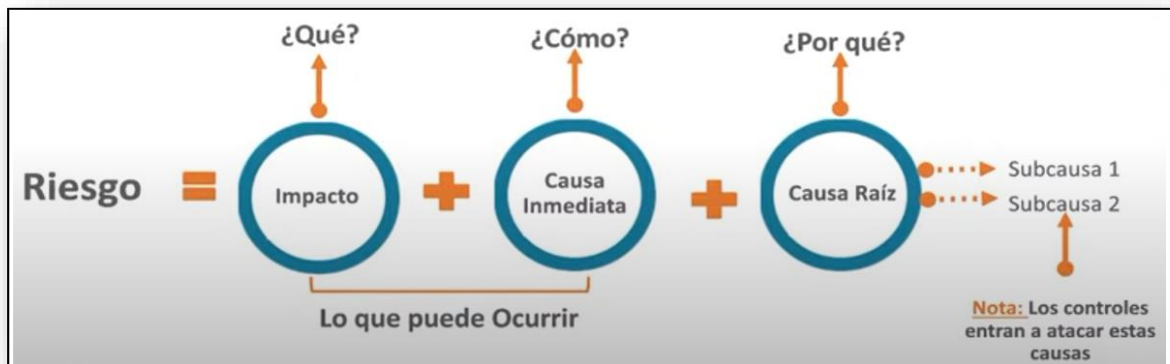 ¿Qué?
¿Cómo?
¿Por qué?
Riesgo
=
Impacto
+
Causa
Inmediata
+
Causa Raíz
Subcausa 1
Subcausa 2
Lo que puede Ocurrir
Nota: Los controles
entran a atacar estas
causas